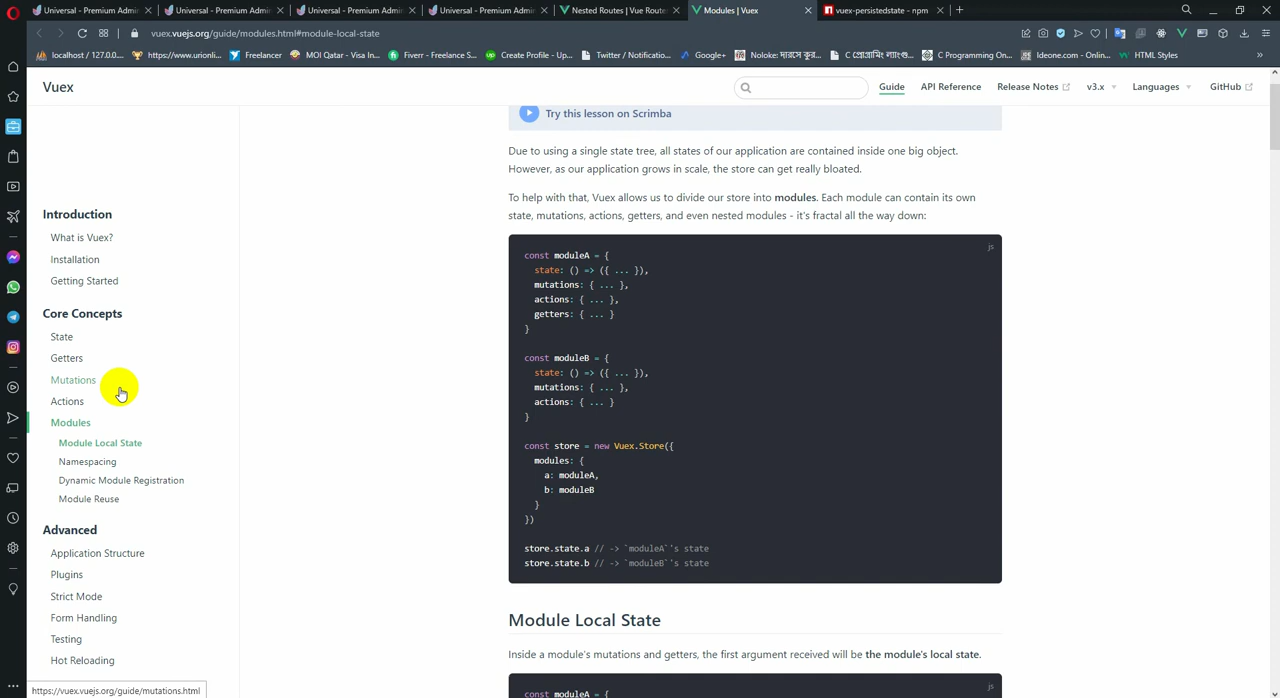 Universal - Premium Admin
Universal - Premium Admin
Universal - Premium Admin
Universal - Premium Admin
Nested Routes | Vue Route
Modules | Vuex
vuex-persistedstate - npm
vuex.vuejs.org/guide/modules.html#module-local-state
localhost / 127.0.0....
https://www.urionli...
Freelancer
MOI Qatar - Visa In...
Fiverr - Freelance S...
Create Profile - Up...
Twitter / Notificatio...
Google+
C Programming On...
Ideone.com - Onlin...
HTML Styles
Vuex
Guide
API Reference
Release Notes
v3.x
Languages
GitHub
Try this lesson on Scrimba
Due to using a single state tree, all states of our application are contained inside one big object.
However, as our application grows in scale, the store can get really bloated.
To help with that, Vuex allows us to divide our store into modules. Each module can contain its own
state, mutations, actions, getters, and even nested modules - it's fractal all the way down:
Introduction
What is Vuex?
Installation
Getting Started
Core Concepts
State
Getters
Mutations
Actions
Modules
Module Local State
Namespacing
Dynamic Module Registration
Module Reuse
Advanced
Application Structure
Plugins
Strict Mode
Form Handling
Testing
Hot Reloading
js
const moduleA = {
state: () => ({ ... }),
mutations: { ... },
actions: { ... },
getters: { ... }
}
const moduleB = {
state: () => ({ ... }),
mutations: { ... },
actions: { ... }
}
const store = new Vuex.Store({
modules: {
a: moduleA,
b: moduleB
}
})
store.state.a // -> `moduleA`'s state
store.state.b // -> `moduleB`'s state
Module Local State
Inside a module's mutations and getters, the first argument received will be the module's local state.
js
const moduleA = {
https://vuex.vuejs.org/guide/mutations.html